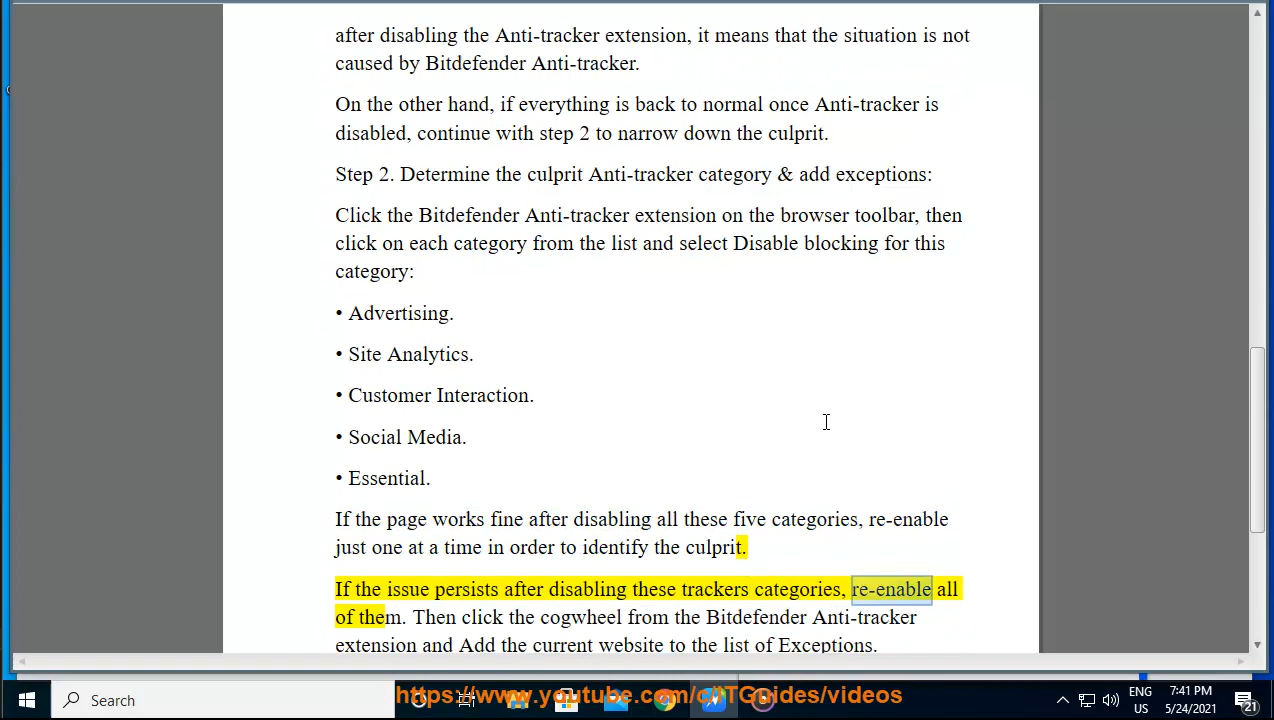 after disabling the Anti-tracker extension, it means that the situation is not
caused by Bitdefender Anti-tracker.
On the other hand, if everything is back to normal once Anti-tracker is
disabled, continue with step 2 to narrow down the culprit.
Step 2. Determine the culprit Anti-tracker category & add exceptions:
Click the Bitdefender Anti-tracker extension on the browser toolbar, then
click on each category from the list and select Disable blocking for this
category:
• Advertising.
• Site Analytics.
• Customer Interaction.
• Social Media.
• Essential.
If the page works fine after disabling all these five categories, re-enable
just one at a time in order to identify the culprit.
If the issue persists after disabling these trackers categories, re-enable all
of them. Then click the cogwheel from the Bitdefender Anti-tracker
extension and Add the current website to the list of Exceptions.
Search
https://www.youtube.com/c/ITGuides/videos
ENG
US
7:41 PM
5/24/2021
21